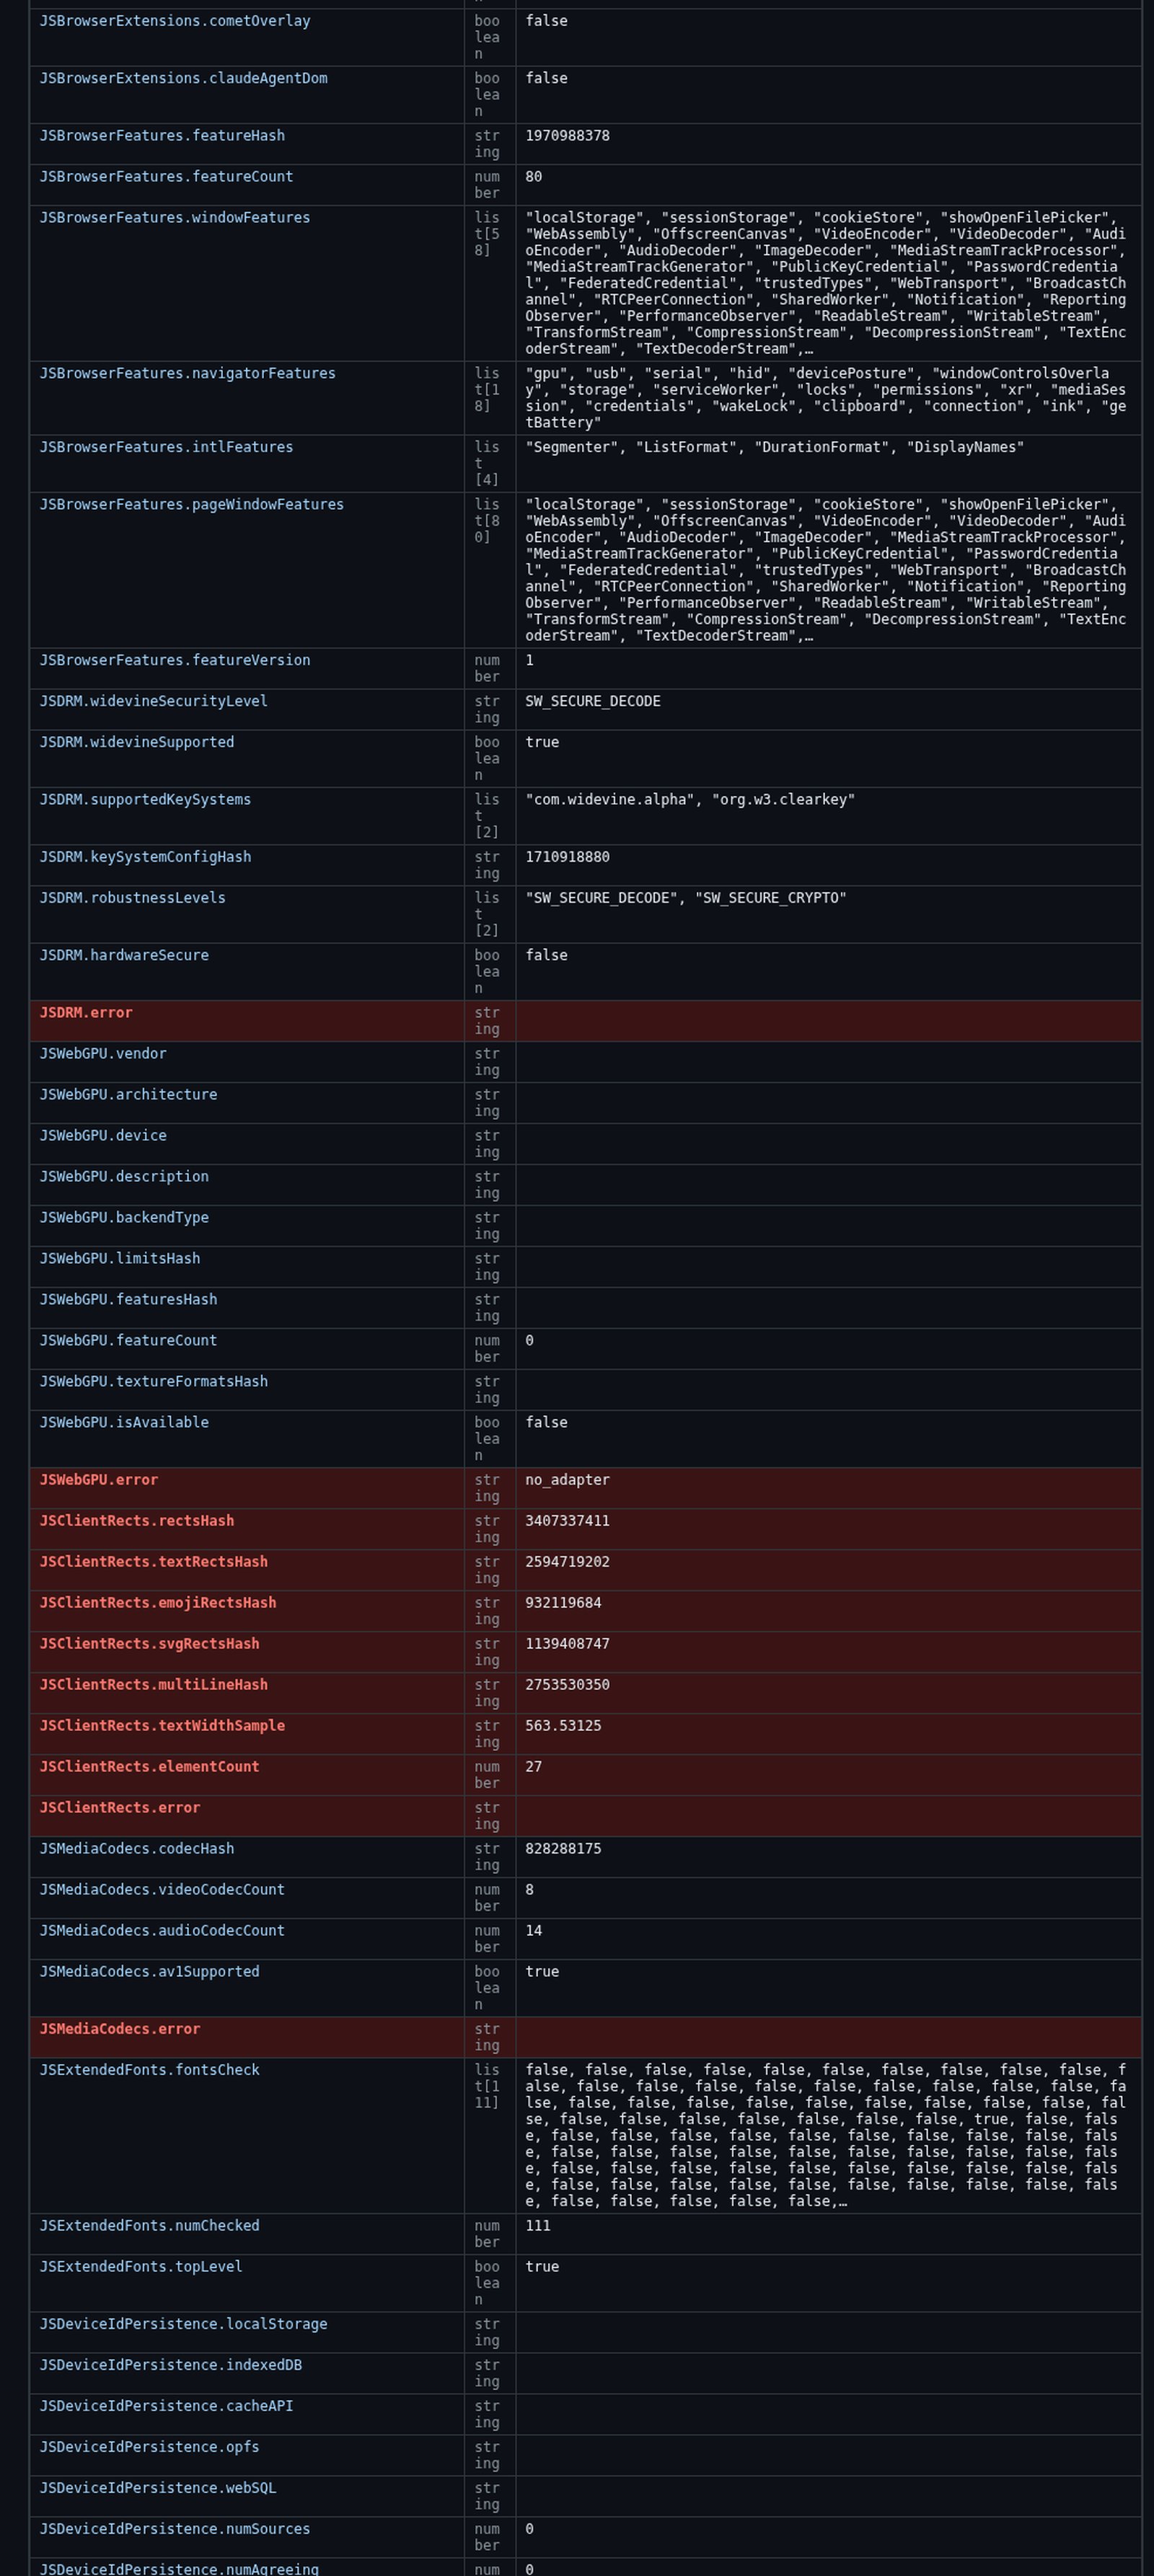 n
JSBrowserExtensions.cometOverlay
boo
lea
n
false
JSBrowserExtensions.claudeAgentDom
boo
lea
n
false
JSBrowserFeatures.featureHash
str
ing
1970988378
JSBrowserFeatures.featureCount
num
ber
80
JSBrowserFeatures.windowFeatures
lis
t[5
8]
"localStorage", "sessionStorage", "cookieStore", "showOpenFilePicker",
"WebAssembly", "OffscreenCanvas", "VideoEncoder", "VideoDecoder", "Audi
oEncoder", "AudioDecoder", "ImageDecoder", "MediaStreamTrackProcessor",
"MediaStreamTrackGenerator", "PublicKeyCredential", "PasswordCredentia
l", "FederatedCredential", "trustedTypes", "WebTransport", "BroadcastCh
annel", "RTCPeerConnection", "SharedWorker", "Notification", "Reporting
Observer", "PerformanceObserver", "ReadableStream", "WritableStream",
"TransformStream", "CompressionStream", "DecompressionStream", "TextEnc
oderStream", "TextDecoderStream",…
JSBrowserFeatures.navigatorFeatures
lis
t[1
8]
"gpu", "usb", "serial", "hid", "devicePosture", "windowControlsOverla
y", "storage", "serviceWorker", "locks", "permissions", "xr", "mediaSes
sion", "credentials", "wakeLock", "clipboard", "connection", "ink", "ge
tBattery"
JSBrowserFeatures.intlFeatures
lis
t
[4]
"Segmenter", "ListFormat", "DurationFormat", "DisplayNames"
JSBrowserFeatures.pageWindowFeatures
lis
t[8
0]
"localStorage", "sessionStorage", "cookieStore", "showOpenFilePicker",
"WebAssembly", "OffscreenCanvas", "VideoEncoder", "VideoDecoder", "Audi
oEncoder", "AudioDecoder", "ImageDecoder", "MediaStreamTrackProcessor",
"MediaStreamTrackGenerator", "PublicKeyCredential", "PasswordCredentia
l", "FederatedCredential", "trustedTypes", "WebTransport", "BroadcastCh
annel", "RTCPeerConnection", "SharedWorker", "Notification", "Reporting
Observer", "PerformanceObserver", "ReadableStream", "WritableStream",
"TransformStream", "CompressionStream", "DecompressionStream", "TextEnc
oderStream", "TextDecoderStream",…
JSBrowserFeatures.featureVersion
num
ber
1
JSDRM.widevineSecurityLevel
str
ing
SW_SECURE_DECODE
JSDRM.widevineSupported
boo
lea
n
true
JSDRM.supportedKeySystems
lis
t
[2]
"com.widevine.alpha", "org.w3.clearkey"
JSDRM.keySystemConfigHash
str
ing
1710918880
JSDRM.robustnessLevels
lis
t
[2]
"SW_SECURE_DECODE", "SW_SECURE_CRYPTO"
JSDRM.hardwareSecure
boo
lea
n
false
JSDRM.error
str
ing
JSWebGPU.vendor
str
ing
JSWebGPU.architecture
str
ing
JSWebGPU.device
str
ing
JSWebGPU.description
str
ing
JSWebGPU.backendType
str
ing
JSWebGPU.limitsHash
str
ing
JSWebGPU.featuresHash
str
ing
JSWebGPU.featureCount
num
ber
0
JSWebGPU.textureFormatsHash
str
ing
JSWebGPU.isAvailable
boo
lea
n
false
JSWebGPU.error
str
ing
no_adapter
JSClientRects.rectsHash
str
ing
3407337411
JSClientRects.textRectsHash
str
ing
2594719202
JSClientRects.emojiRectsHash
str
ing
932119684
JSClientRects.svgRectsHash
str
ing
1139408747
JSClientRects.multiLineHash
str
ing
2753530350
JSClientRects.textWidthSample
str
ing
563.53125
JSClientRects.elementCount
num
ber
27
JSClientRects.error
str
ing
JSMediaCodecs.codecHash
str
ing
828288175
JSMediaCodecs.videoCodecCount
num
ber
8
JSMediaCodecs.audioCodecCount
num
ber
14
JSMediaCodecs.av1Supported
boo
lea
n
true
JSMediaCodecs.error
str
ing
JSExtendedFonts.fontsCheck
lis
t[1
11]
false, false, false, false, false, false, false, false, false, false, f
alse, false, false, false, false, false, false, false, false, false, fa
lse, false, false, false, false, false, false, false, false, false, fal
se, false, false, false, false, false, false, false, true, false, fals
e, false, false, false, false, false, false, false, false, false, fals
e, false, false, false, false, false, false, false, false, false, fals
e, false, false, false, false, false, false, false, false, false, fals
e, false, false, false, false, false, false, false, false, false, fals
e, false, false, false, false, false,…
JSExtendedFonts.numChecked
num
ber
111
JSExtendedFonts.topLevel
boo
lea
n
true
JSDeviceIdPersistence.localStorage
str
ing
JSDeviceIdPersistence.indexedDB
str
ing
JSDeviceIdPersistence.cacheAPI
str
ing
JSDeviceIdPersistence.opfs
str
ing
JSDeviceIdPersistence.webSQL
str
ing
JSDeviceIdPersistence.numSources
num
ber
0
JSDeviceIdPersistence.numAgreeing
num
0